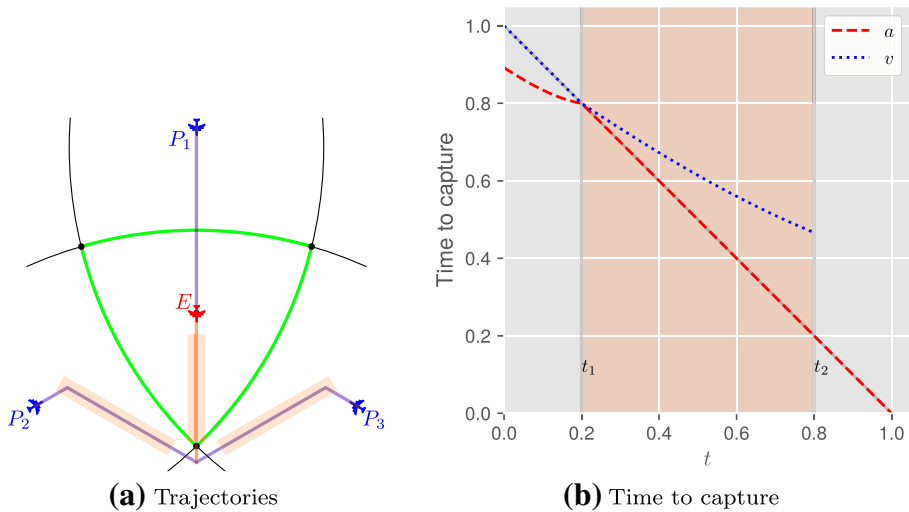 P₁
E
P₂
P₃
(a) Trajectories
Time to capture
1.0
0.8
0.6
0.4
0.2
0.0
a
v
t₁
t₂
0.0 0.2 0.4 0.6 0.8 1.0
t
(b) Time to capture